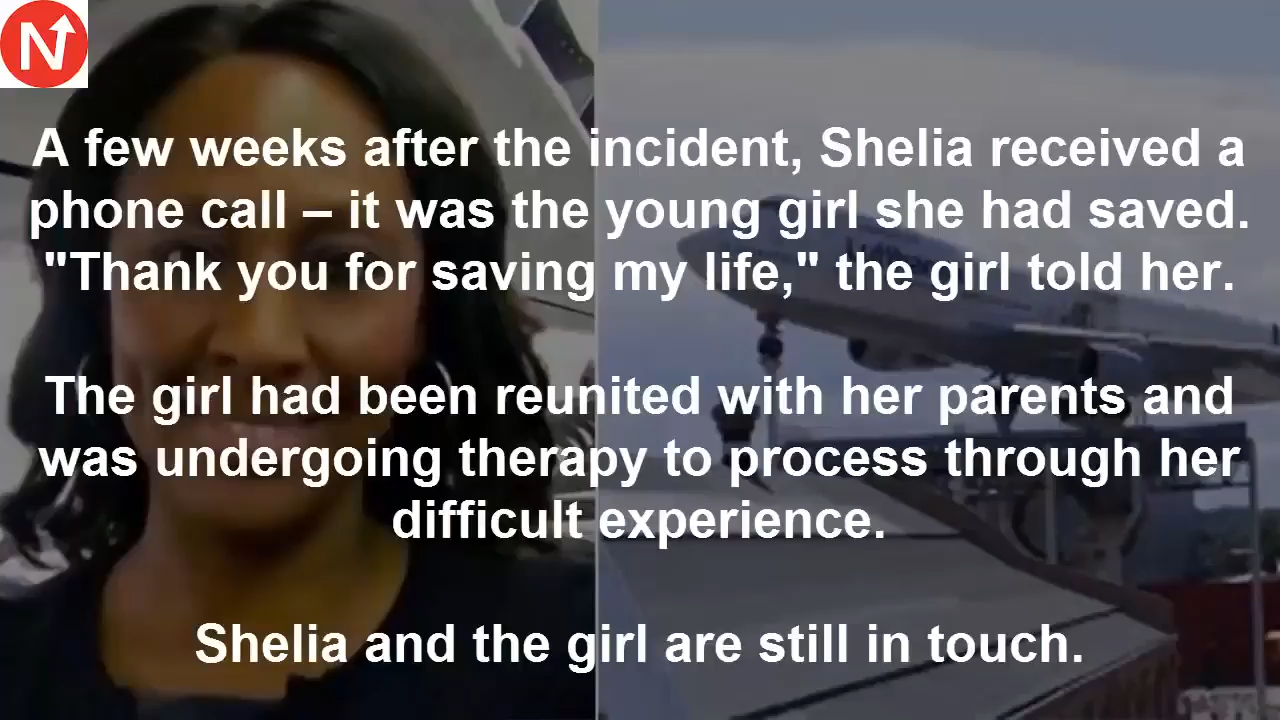 N
A few weeks after the incident, Shelia received a
phone call – it was the young girl she had saved.
"Thank you for saving my life," the girl told her.
The girl had been reunited with her parents and
was undergoing therapy to process through her
difficult experience.
Shelia and the girl are still in touch.